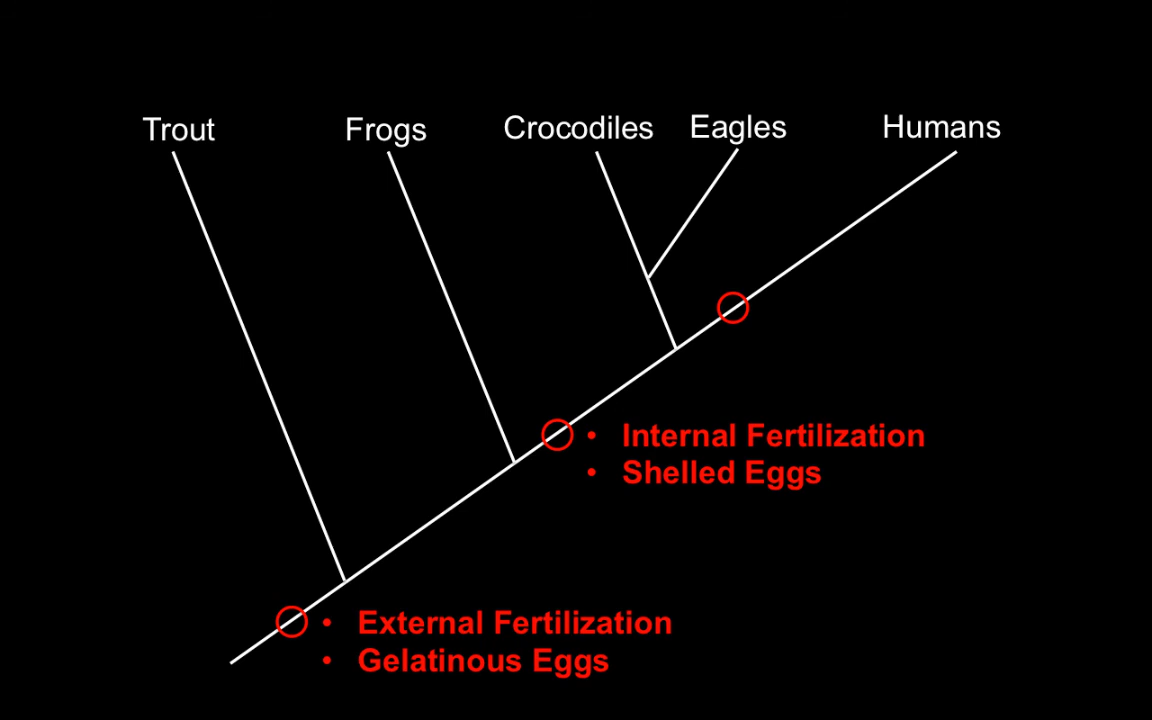 Trout
Frogs
Crocodiles
Eagles
Humans
• Internal Fertilization
• Shelled Eggs
• External Fertilization
• Gelatinous Eggs